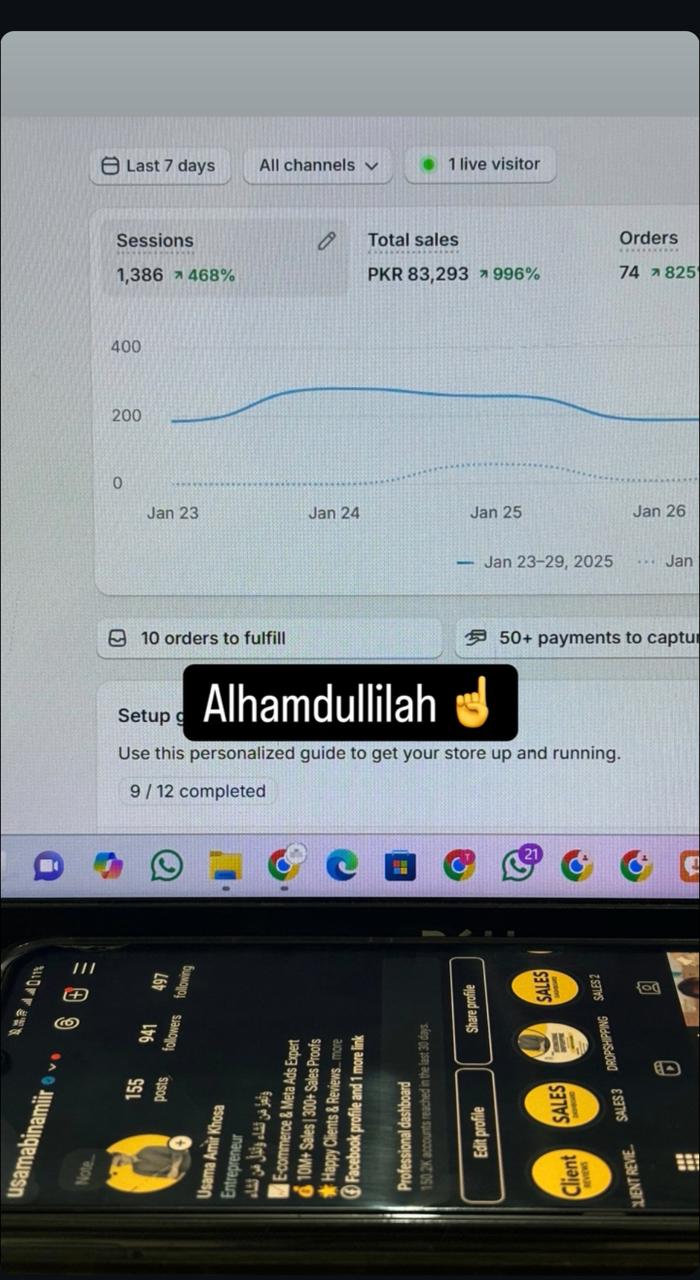 Last 7 days
All channels
1 live visitor
Sessions
1,386 ↗ 468%
Total sales
PKR 83,293 ↗ 996%
Orders
74 ↗ 825
400
200
0
Jan 23
Jan 24
Jan 25
Jan 26
Jan 23–29, 2025
Jan
10 orders to fulfill
50+ payments to captu
Setup g
Alhamdullilah ☝️
Use this personalized guide to get your store up and running.
9 / 12 completed
21
usamabinamiir
Note...
155
posts
941
followers
497
following
Usama Amir Khosa
Entrepreneur
E-commerce & Meta Ads Expert
10M+ Sales | 300+ Sales Proofs
Happy Clients & Reviews... more
Facebook profile and 1 more link
Professional dashboard
150.2K accounts reached in the last 30 days.
Edit profile
Share profile
Client
REVIEWS
SALES
SALES
CLIENT REVIE...
SALES 3
DROPSHIPPING
SALES 2